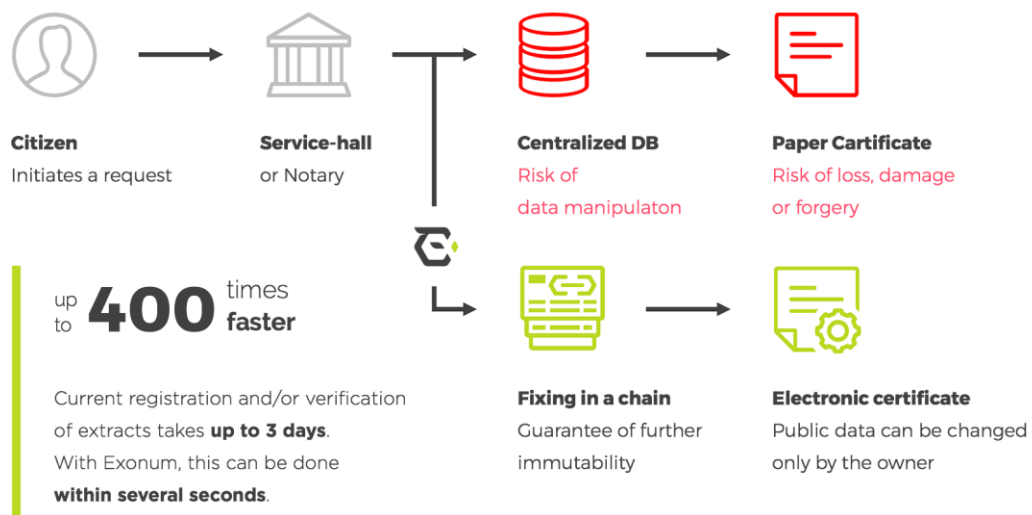 Citizen
Initiates a request
Service-hall
or Notary
Centralized DB
Risk of
data manipulaton
Paper Cartificate
Risk of loss, damage
or forgery
up
to
400
times
faster
Current registration and/or verification
of extracts takes up to 3 days.
With Exonum, this can be done
within several seconds.
Fixing in a chain
Guarantee of further
immutability
Electronic certificate
Public data can be changed
only by the owner